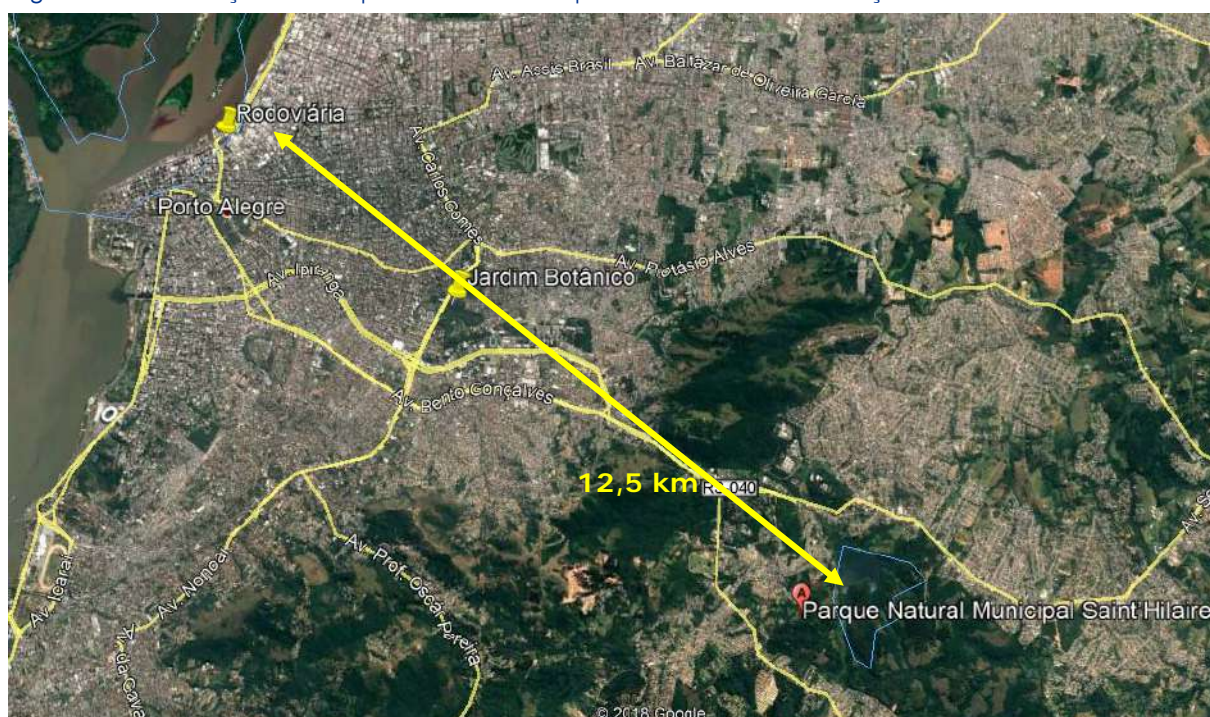 Av. Assis Brasil
Av. Baltazar de Oliveira Garcia
Rodoviária
Av. Carlos Gomes
Porto Alegre
Av. Protásio Alves
Jardim Botânico
Av. Ipiranga
Av. Bento Gonçalves
12,5 km
RS-040
Av. Nonoai
Av. Prof. Oscar Pereira
Av. Icaraí
Parque Natural Municipal Saint'Hilaire
© 2018 Google